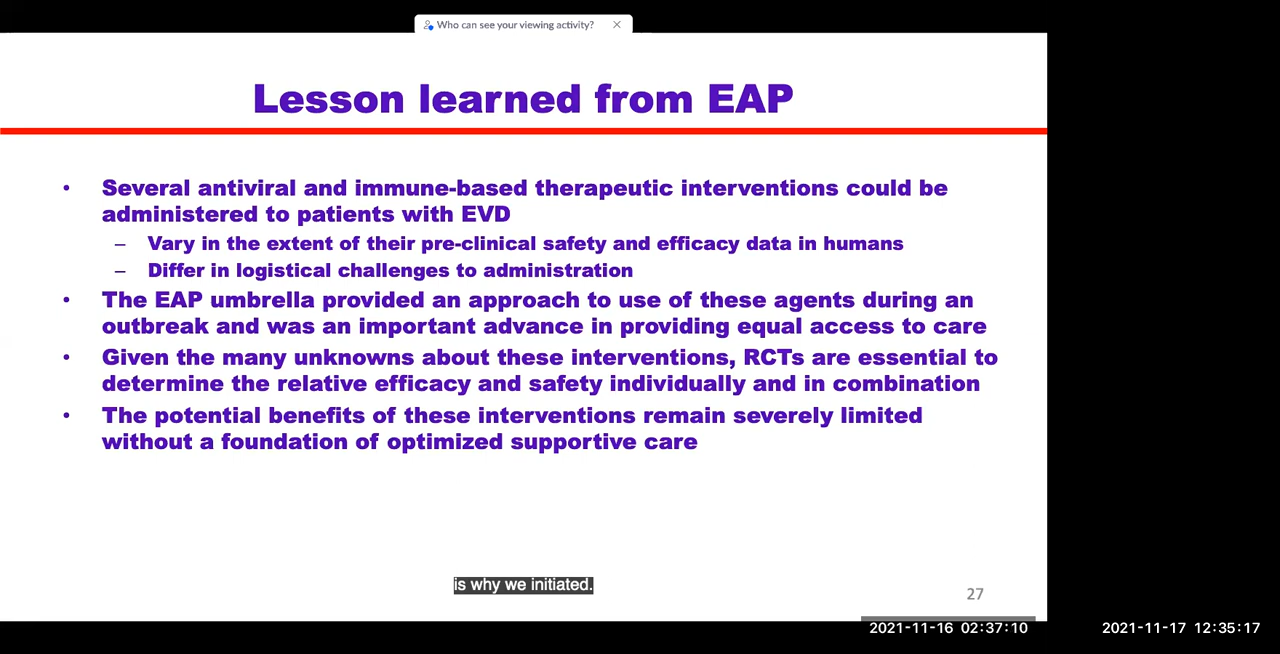 Who can see your viewing activity?
Lesson learned from EAP
• Several antiviral and immune-based therapeutic interventions could be
administered to patients with EVD
– Vary in the extent of their pre-clinical safety and efficacy data in humans
– Differ in logistical challenges to administration
• The EAP umbrella provided an approach to use of these agents during an
outbreak and was an important advance in providing equal access to care
• Given the many unknowns about these interventions, RCTs are essential to
determine the relative efficacy and safety individually and in combination
• The potential benefits of these interventions remain severely limited
without a foundation of optimized supportive care
is why we initiated.
27
2021-11-16 02:37:10
2021-11-17 12:35:17